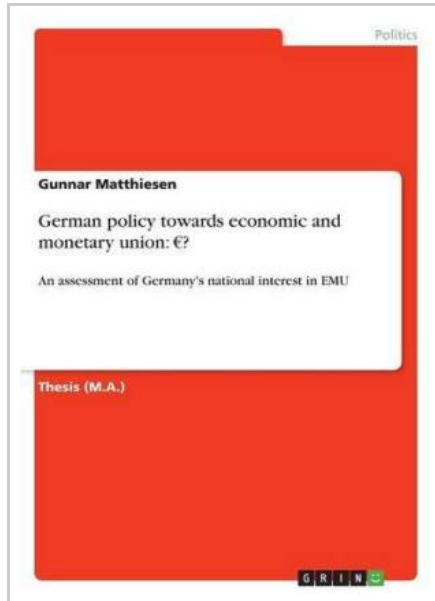 Politics
Gunnar Matthiesen
German policy towards economic and
monetary union: €?
An assessment of Germany's national interest in EMU
Thesis (M.A.)
GRIN